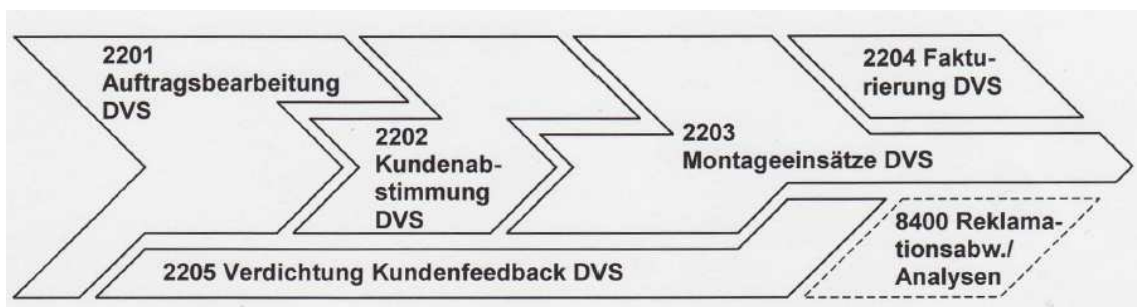 2201
Auftragsbearbeitung
DVS
2202
Kundenab-
stimmung
DVS
2203
Montageeinsätze DVS
2204 Faktu-
rierung DVS
2205 Verdichtung Kundenfeedback DVS
8400 Reklama-
tionsabw./
Analysen